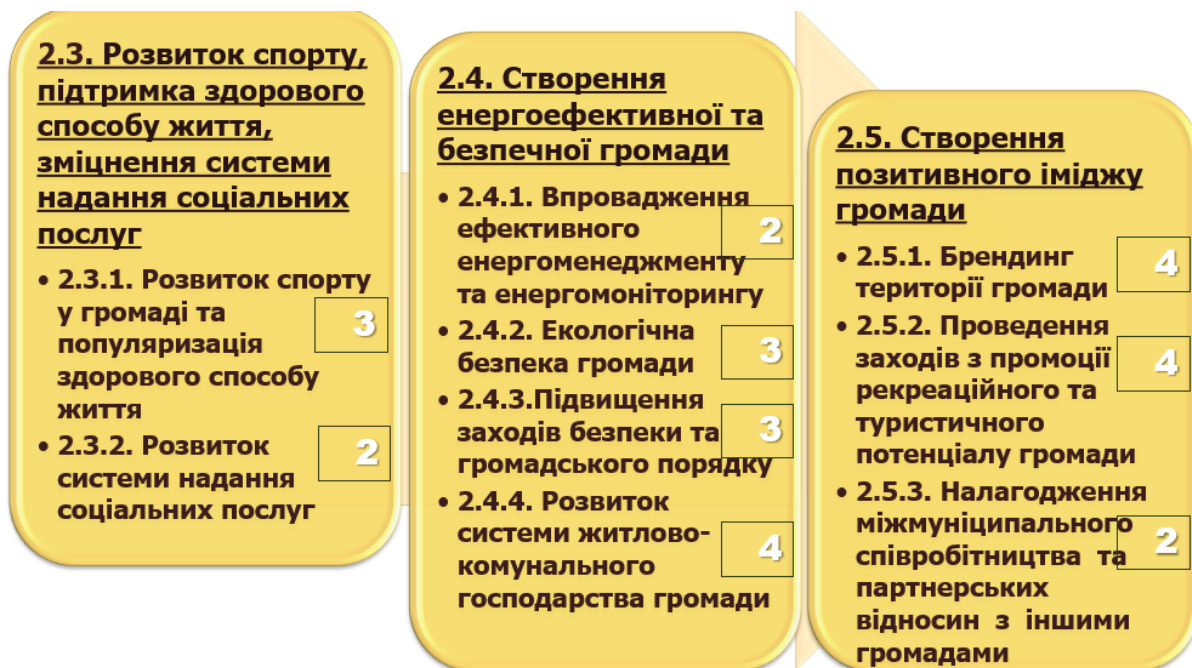 2.3. Розвиток спорту,
підтримка здорового
способу життя,
зміцнення системи
надання соціальних
послуг
• 2.3.1. Розвиток спорту
у громаді та
популяризація
здорового способу
життя
3
• 2.3.2. Розвиток
системи надання
соціальних послуг
2
2.4. Створення
енергоефективної та
безпечної громади
• 2.4.1. Впровадження
ефективного
енергоменеджменту
та енергомоніторингу
2
• 2.4.2. Екологічна
безпека громади
3
• 2.4.3.Підвищення
заходів безпеки та
громадського порядку
3
• 2.4.4. Розвиток
системи житлово-
комунального
господарства громади
4
2.5. Створення
позитивного іміджу
громади
• 2.5.1. Брендинг
території громади
4
• 2.5.2. Проведення
заходів з промоції
рекреаційного та
туристичного
потенціалу громади
4
• 2.5.3. Налагодження
міжмуніципального
співробітництва та
партнерських
відносин з іншими
громадами
2